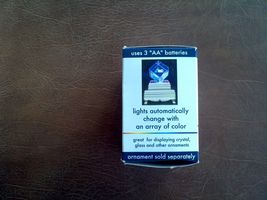 uses 3 "AA" batteries
lights automatically
change with
an array of color
great for displaying crystal,
glass and other ornaments
ornament sold separately